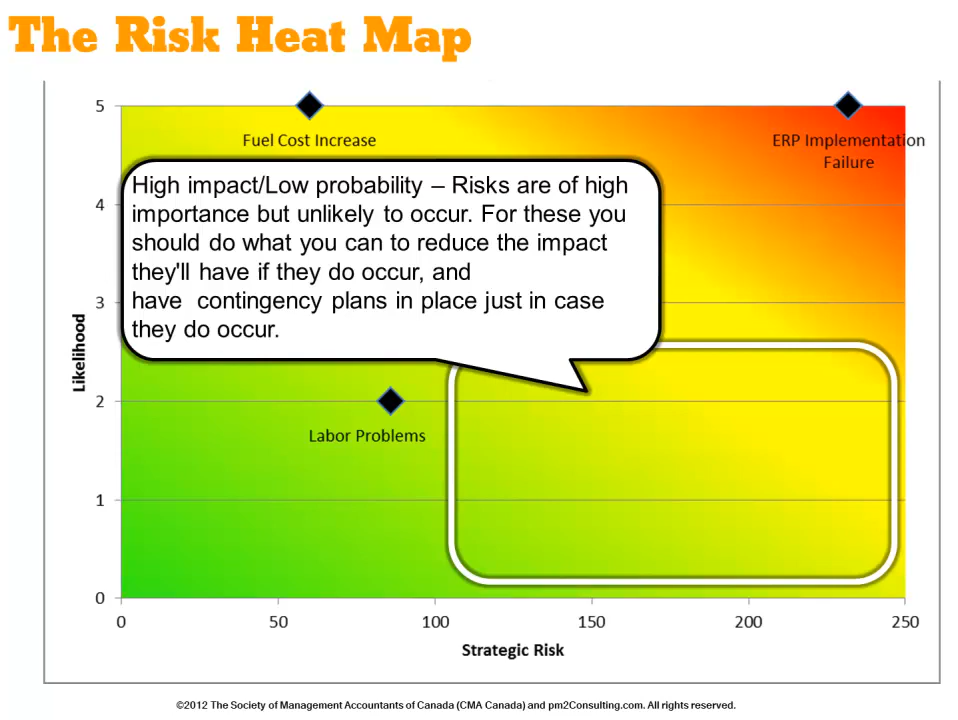 The Risk Heat Map
5
Fuel Cost Increase
ERP Implementation
Failure
High impact/Low probability – Risks are of high
importance but unlikely to occur. For these you
should do what you can to reduce the impact
they'll have if they do occur, and
have  contingency plans in place just in case
they do occur.
4
3
Likelihood
2
Labor Problems
1
0
0 50 100 150 200 250
Strategic Risk
©2012 The Society of Management Accountants of Canada (CMA Canada) and pm2Consulting.com. All rights reserved.